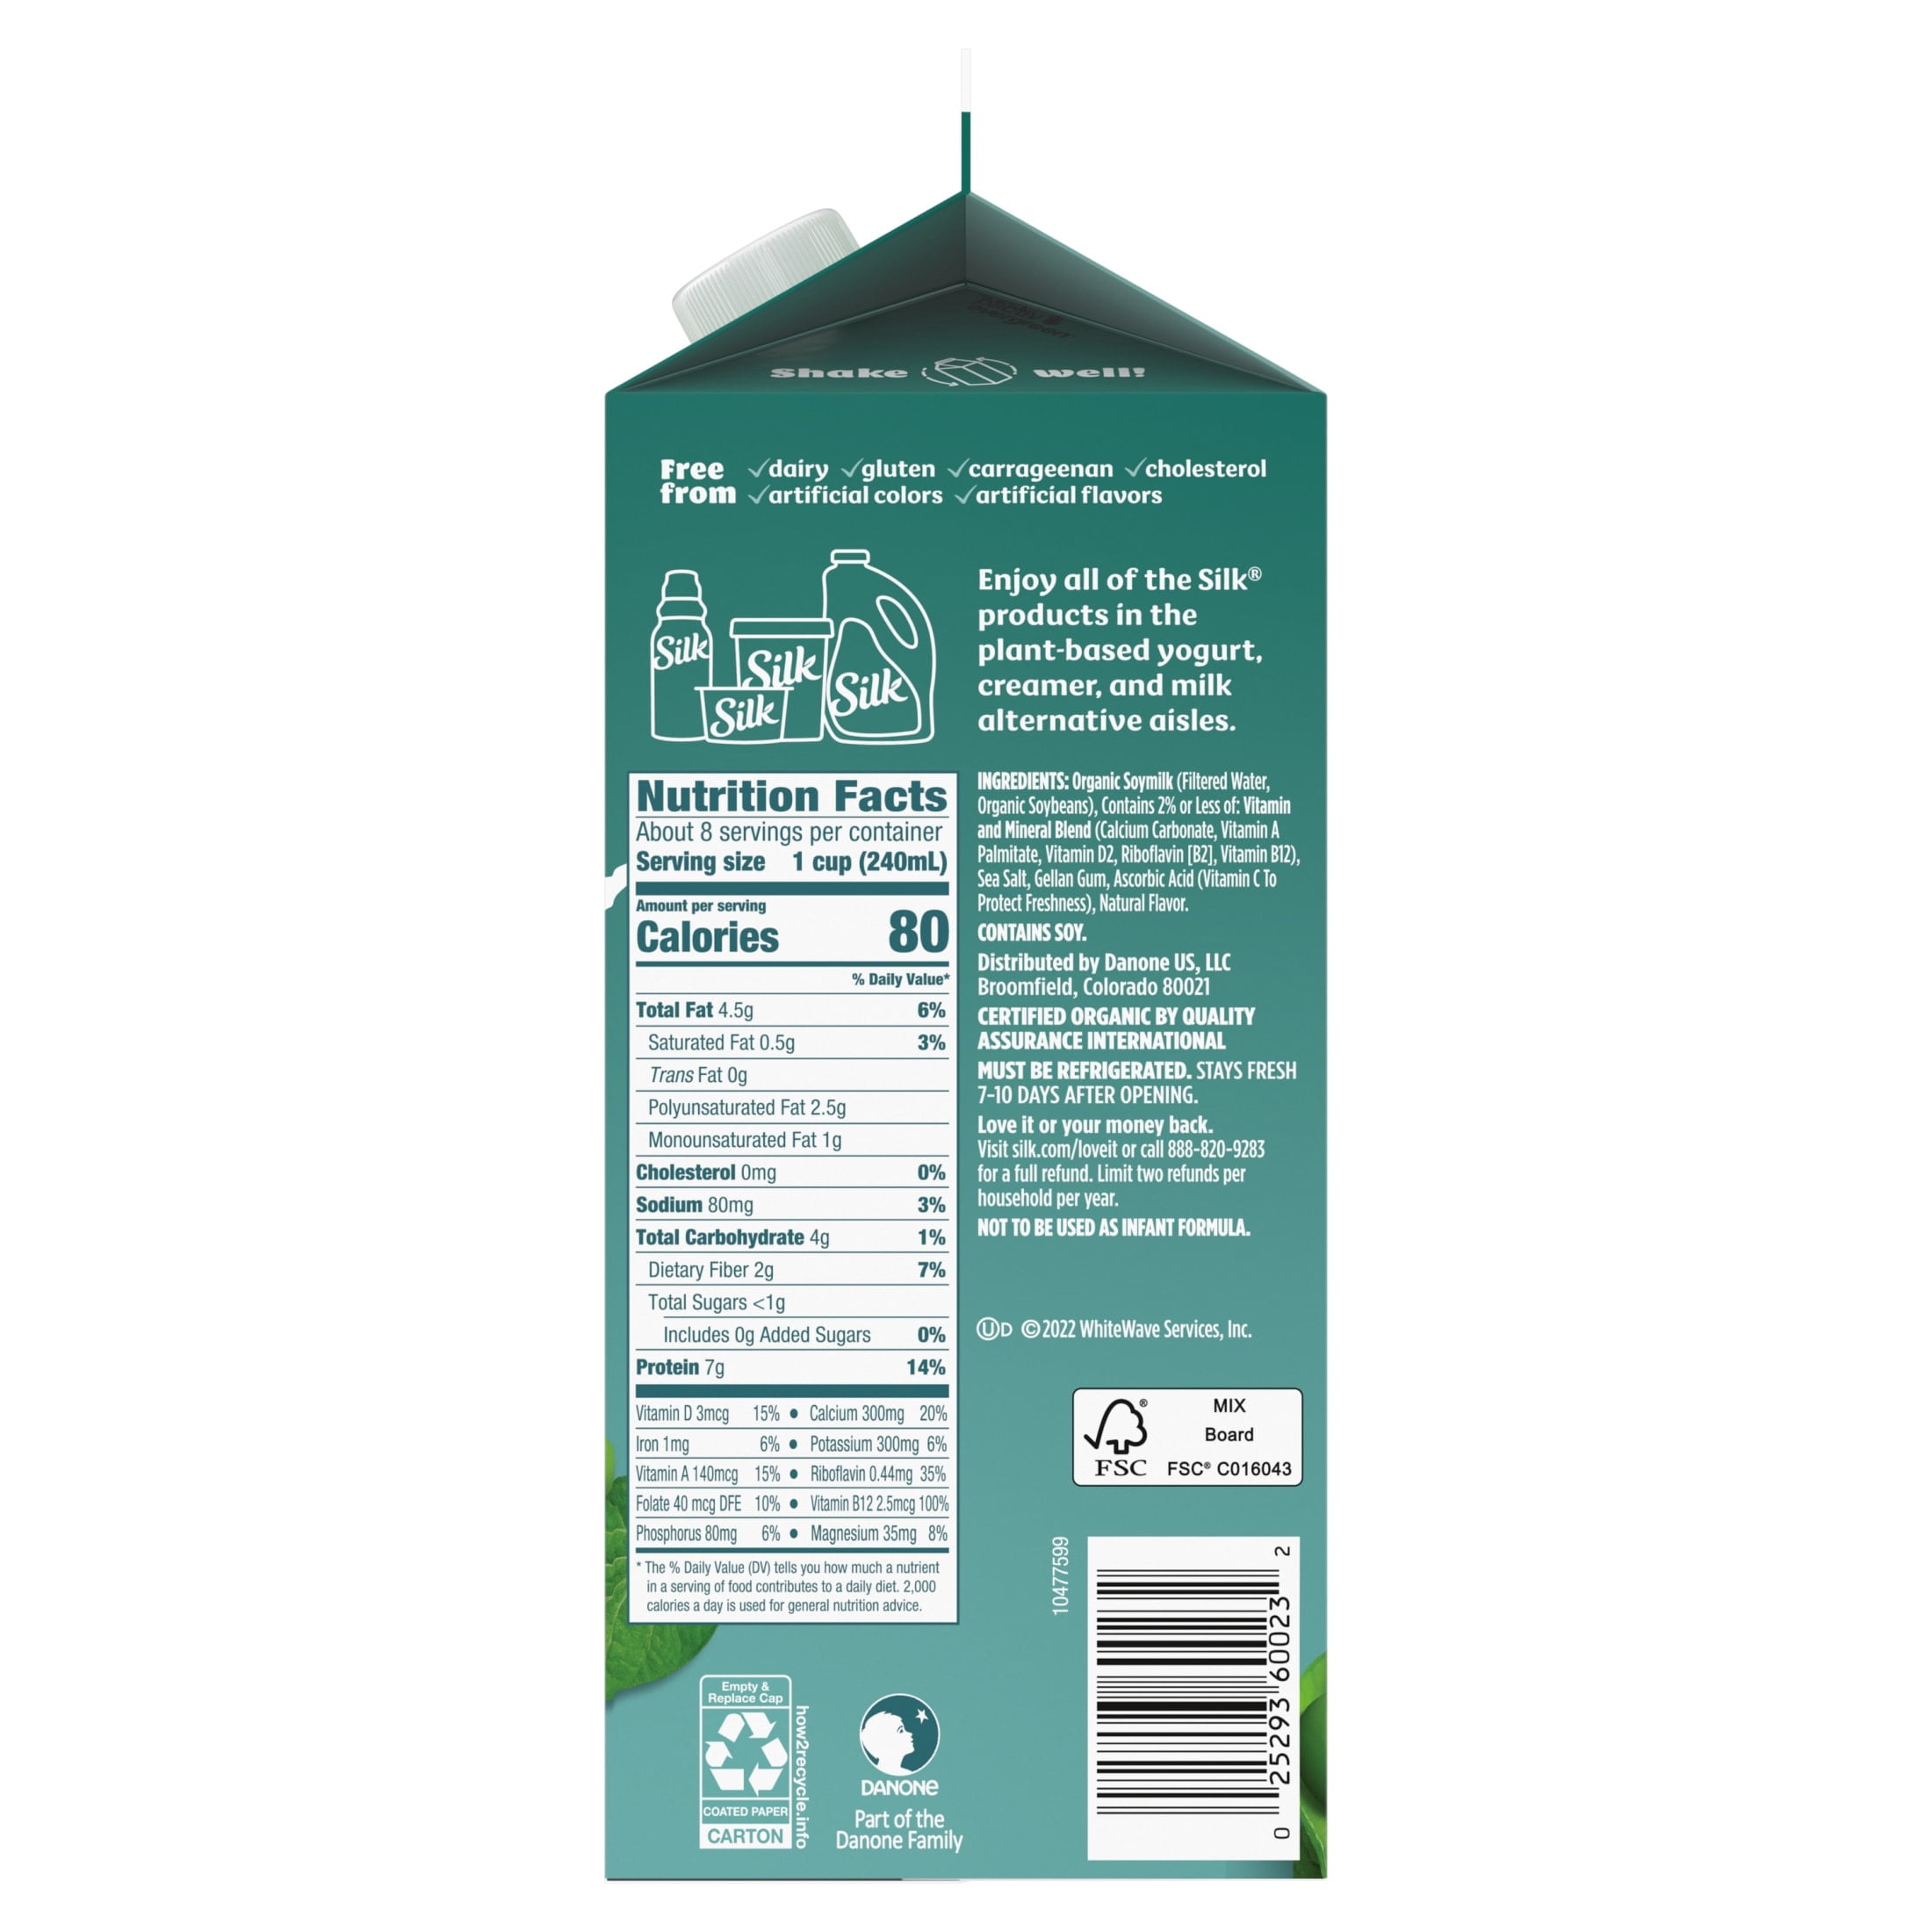 Shake well!
Free from ✓dairy ✓gluten ✓carrageenan ✓cholesterol
✓artificial colors ✓artificial flavors
Silk
Silk
Silk
Silk
Enjoy all of the Silk®
products in the
plant-based yogurt,
creamer, and milk
alternative aisles.
Nutrition Facts
About 8 servings per container
Serving size 1 cup (240mL)
Amount per serving
Calories 80
% Daily Value*
Total Fat 4.5g 6%
Saturated Fat 0.5g 3%
Trans Fat 0g
Polyunsaturated Fat 2.5g
Monounsaturated Fat 1g
Cholesterol 0mg 0%
Sodium 80mg 3%
Total Carbohydrate 4g 1%
Dietary Fiber 2g 7%
Total Sugars <1g
Includes 0g Added Sugars 0%
Protein 7g 14%
Vitamin D 3mcg 15% • Calcium 300mg 20%
Iron 1mg 6% • Potassium 300mg 6%
Vitamin A 140mcg 15% • Riboflavin 0.44mg 35%
Folate 40 mcg DFE 10% • Vitamin B12 2.5mcg 100%
Phosphorus 80mg 6% • Magnesium 35mg 8%
* The % Daily Value (DV) tells you how much a nutrient
in a serving of food contributes to a daily diet. 2,000
calories a day is used for general nutrition advice.
INGREDIENTS: Organic Soymilk (Filtered Water,
Organic Soybeans), Contains 2% or Less of: Vitamin
and Mineral Blend (Calcium Carbonate, Vitamin A
Palmitate, Vitamin D2, Riboflavin [B2], Vitamin B12),
Sea Salt, Gellan Gum, Ascorbic Acid (Vitamin C To
Protect Freshness), Natural Flavor.
CONTAINS SOY.
Distributed by Danone US, LLC
Broomfield, Colorado 80021
CERTIFIED ORGANIC BY QUALITY
ASSURANCE INTERNATIONAL
MUST BE REFRIGERATED. STAYS FRESH
7-10 DAYS AFTER OPENING.
Love it or your money back.
Visit silk.com/loveit or call 888-820-9283
for a full refund. Limit two refunds per
household per year.
NOT TO BE USED AS INFANT FORMULA.
ⓊD ©2022 WhiteWave Services, Inc.
® MIX
Board
FSC FSC® C016043
10477599
0 25293 60023 2
Empty &
Replace Cap
COATED PAPER
CARTON
how2recycle.info
DANONE
Part of the
Danone Family